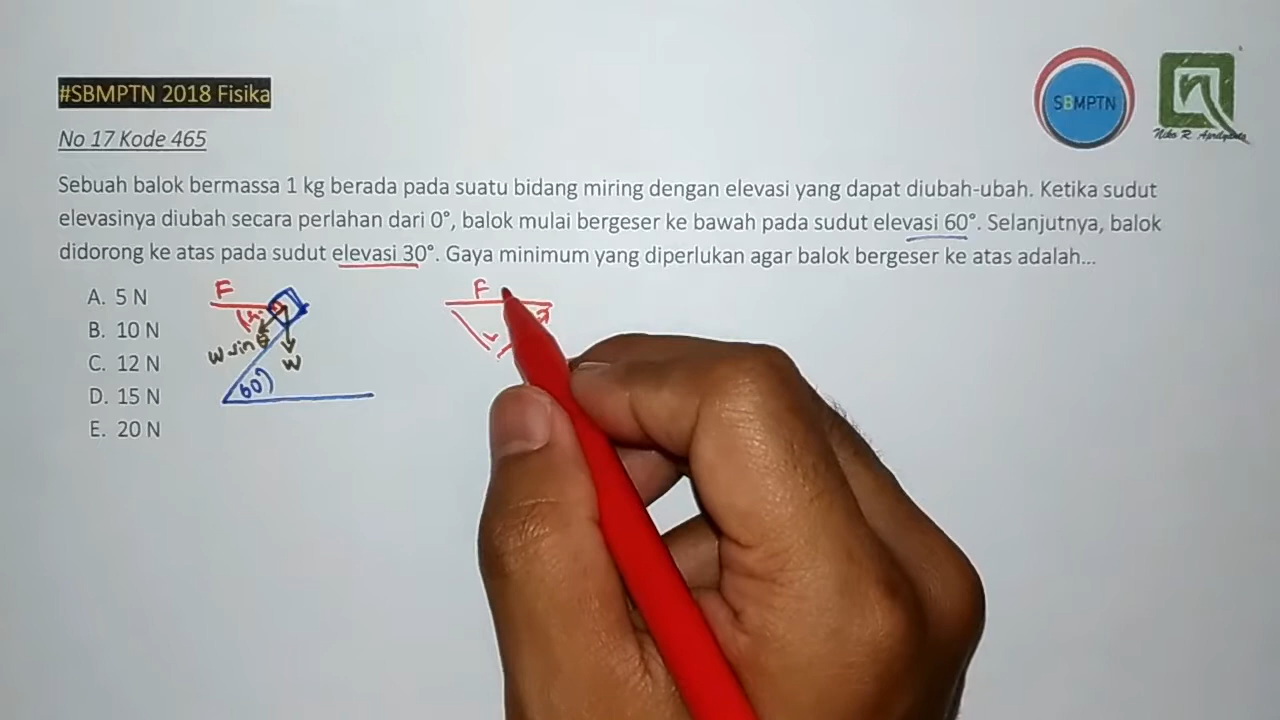 #SBMPTN 2018 Fisika
SBMPTN
Niko R. Aprilyanto
No 17 Kode 465
Sebuah balok bermassa 1 kg berada pada suatu bidang miring dengan elevasi yang dapat diubah-ubah. Ketika sudut
elevasinya diubah secara perlahan dari 0°, balok mulai bergeser ke bawah pada sudut elevasi 60°. Selanjutnya, balok
didorong ke atas pada sudut elevasi 30°. Gaya minimum yang diperlukan agar balok bergeser ke atas adalah...
A. 5 N
B. 10 N
C. 12 N
D. 15 N
E. 20 N
F
W sin θ
W
60°
F